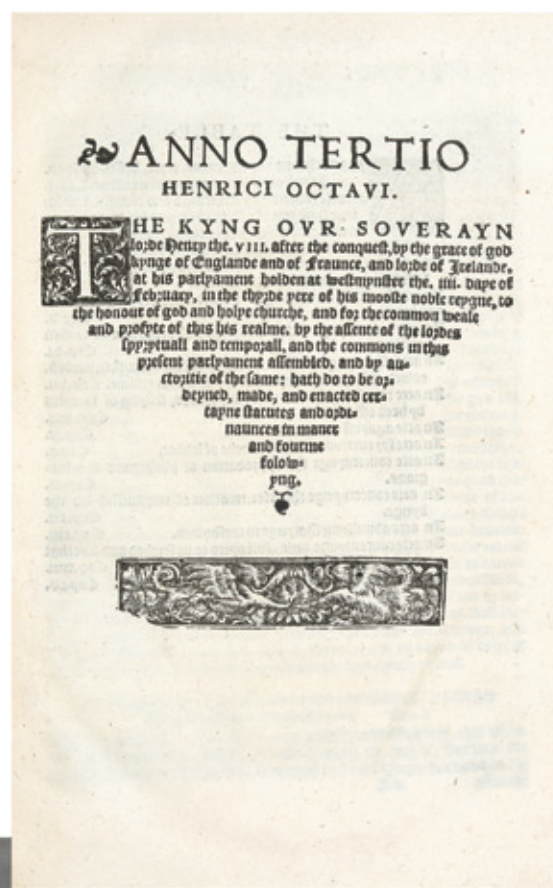 ANNO TERTIO
HENRICI OCTAVI.
THE KYNG OVR SOVERAYN
lorde Henry the. VIII. after the conquest, by the grace of god
kynge of Englande and of Fraunce, and lorde of Irelande,
at his parlyament holden at westmynster the. iiii. daye of
February, in the thyrde yere of his mooste noble reygne, to
the honour of god and holye churche, and for the common weale
and profyte of this his realme, by the assente of the lordes
spyrytuall and temporall, and the commons in this
present parlyament assembled, and by au-
ctoritie of the same: hath do to be or-
deyned, made, and enacted cer-
tayne statutes and ordi-
naunces in maner
and fourme
folow-
yng.